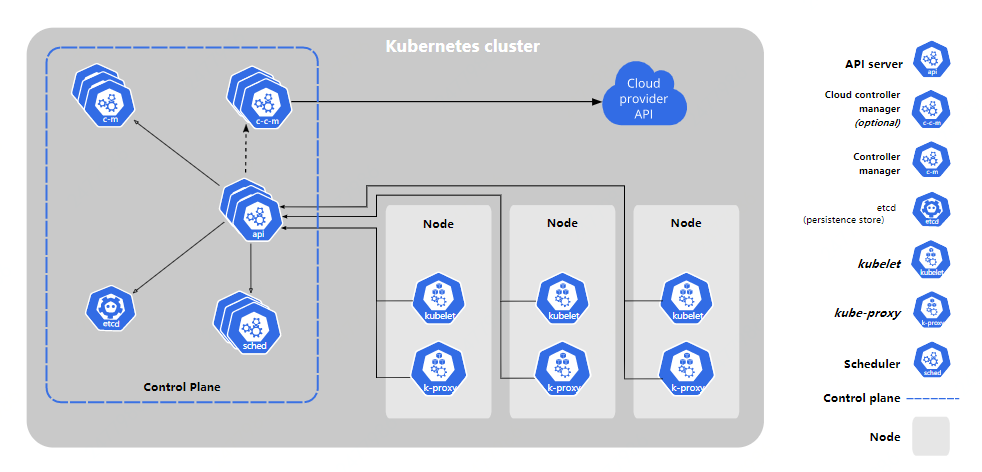 Kubernetes cluster
c-m
c-c-m
Cloud
provider
API
api
etcd
sched
Control Plane
Node
Node
Node
kubelet
kubelet
kubelet
k-proxy
k-proxy
k-proxy
API server
api
Cloud controller
manager
(optional)
c-c-m
Controller
manager
c-m
etcd
(persistence store)
etcd
kubelet
kubelet
kube-proxy
k-proxy
Scheduler
sched
Control plane
Node